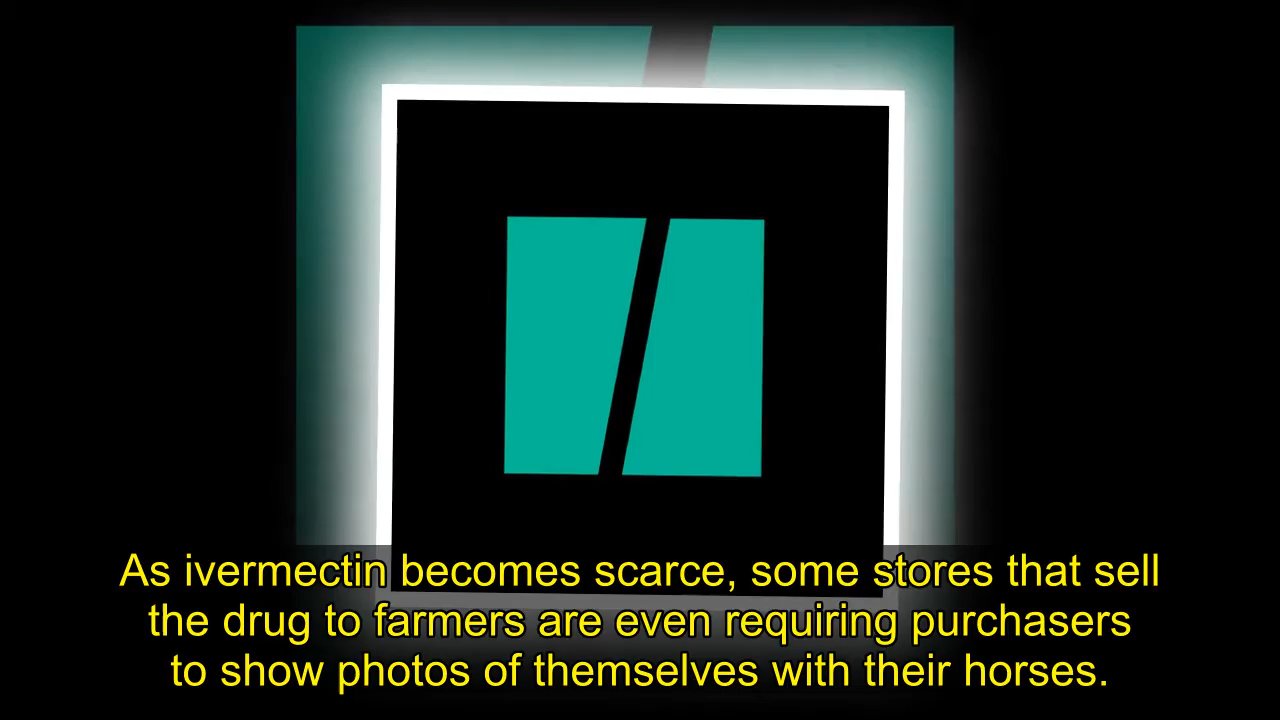 As ivermectin becomes scarce, some stores that sell
the drug to farmers are even requiring purchasers
to show photos of themselves with their horses.